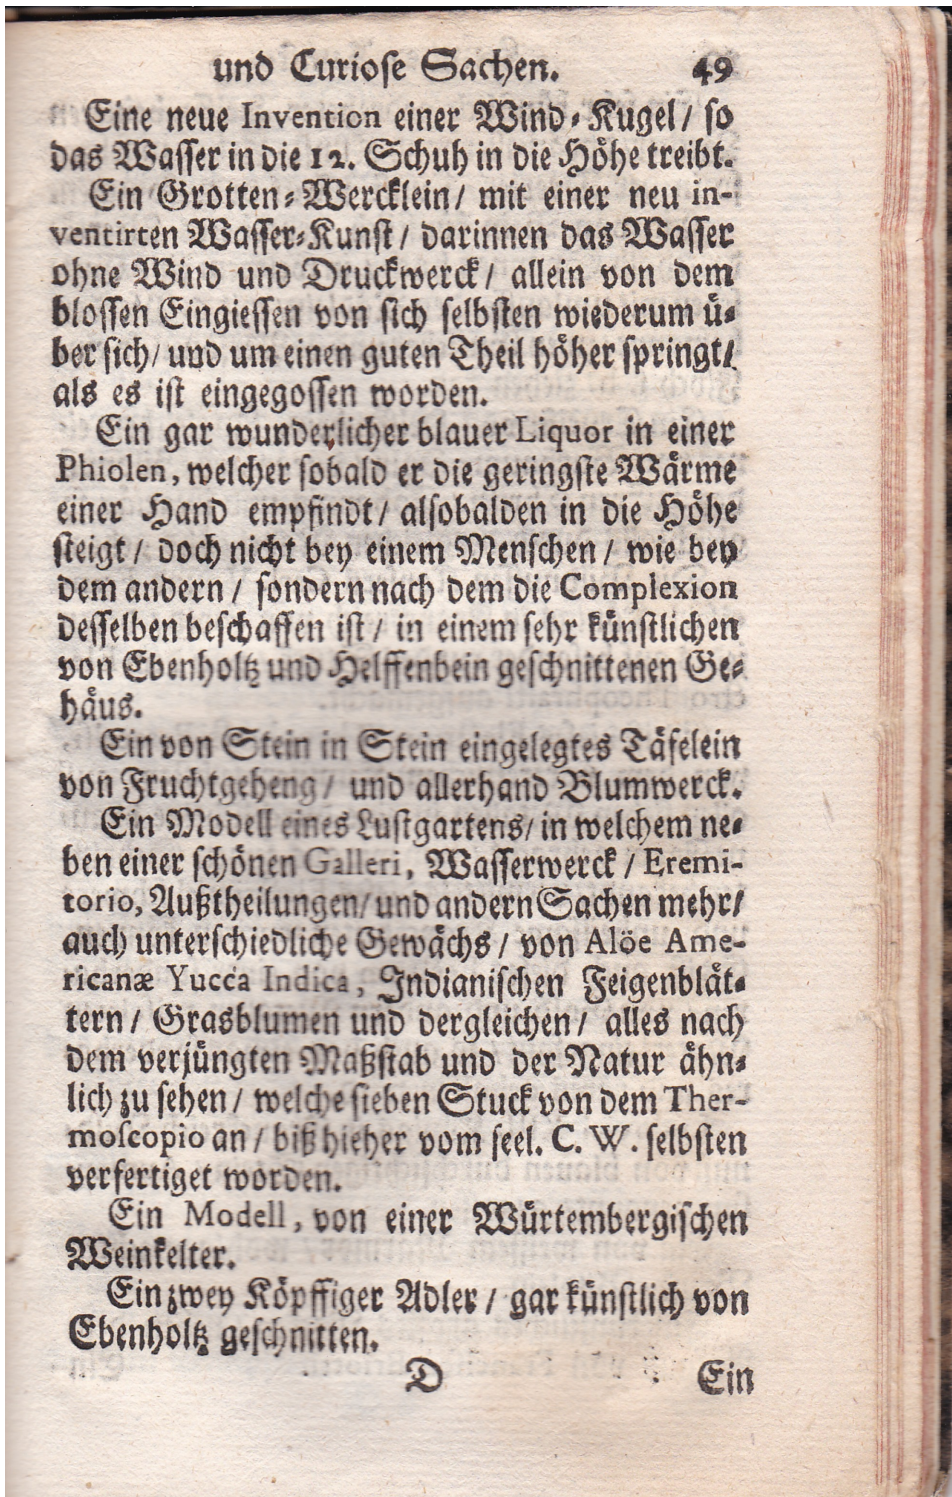 und Curiose Sachen. 49
Eine neue Invention einer Wind-Kugel/ so
das Wasser in die 12. Schuh in die Höhe treibt.
Ein Grotten-Wercklein/ mit einer neu in-
ventirten Wasser-Kunst/ darinnen das Wasser
ohne Wind und Druckwerck/ allein von dem
blossen Eingiessen von sich selbsten wiederum ü-
ber sich/ und um einen guten Theil höher springt/
als es ist eingegossen worden.
Ein gar wunderlicher blauer Liquor in einer
Phiolen, welcher sobald er die geringste Wärme
einer Hand empfindt/ alsobalden in die Höhe
steigt/ doch nicht bey einem Menschen/ wie bey
dem andern/ sondern nach dem die Complexion
desselben beschaffen ist/ in einem sehr künstlichen
von Ebenholtz und Helffenbein geschnittenen Ge-
häus.
Ein von Stein in Stein eingelegtes Täfelein
von Fruchtgeheng/ und allerhand Blumwerck.
Ein Modell eines Lustgartens/ in welchem ne-
ben einer schönen Galleri, Wasserwerck/ Eremi-
torio, Außtheilungen/ und andern Sachen mehr/
auch unterschiedliche Gewächs/ von Alöe Ame-
ricanæ Yucca Indica, Indianischen Feigenblät-
tern/ Grasblumen und dergleichen/ alles nach
dem verjüngten Maßstab und der Natur ähn-
lich zu sehen/ welche sieben Stuck von dem Ther-
moscopio an/ biß hieher vom seel. C. W. selbsten
verfertiget worden.
Ein Modell, von einer Würtembergischen
Weinkelter.
Ein zwey Köpffiger Adler/ gar künstlich von
Ebenholtz geschnitten.
D Ein